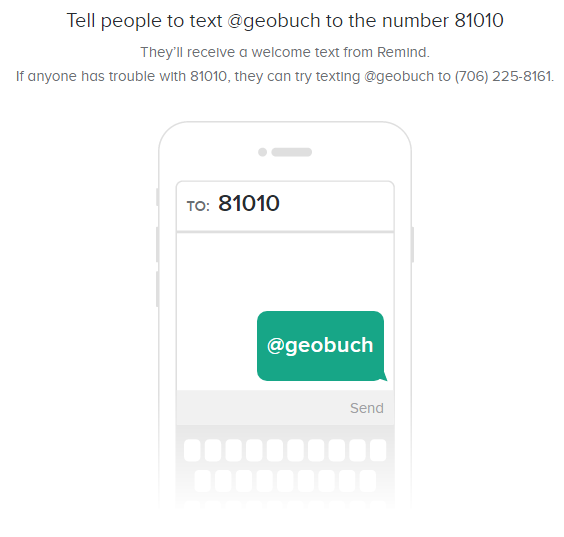 Tell people to text @geobuch to the number 81010
They'll receive a welcome text from Remind.
If anyone has trouble with 81010, they can try texting @geobuch to (706) 225-8161.
TO: 81010
@geobuch
Send